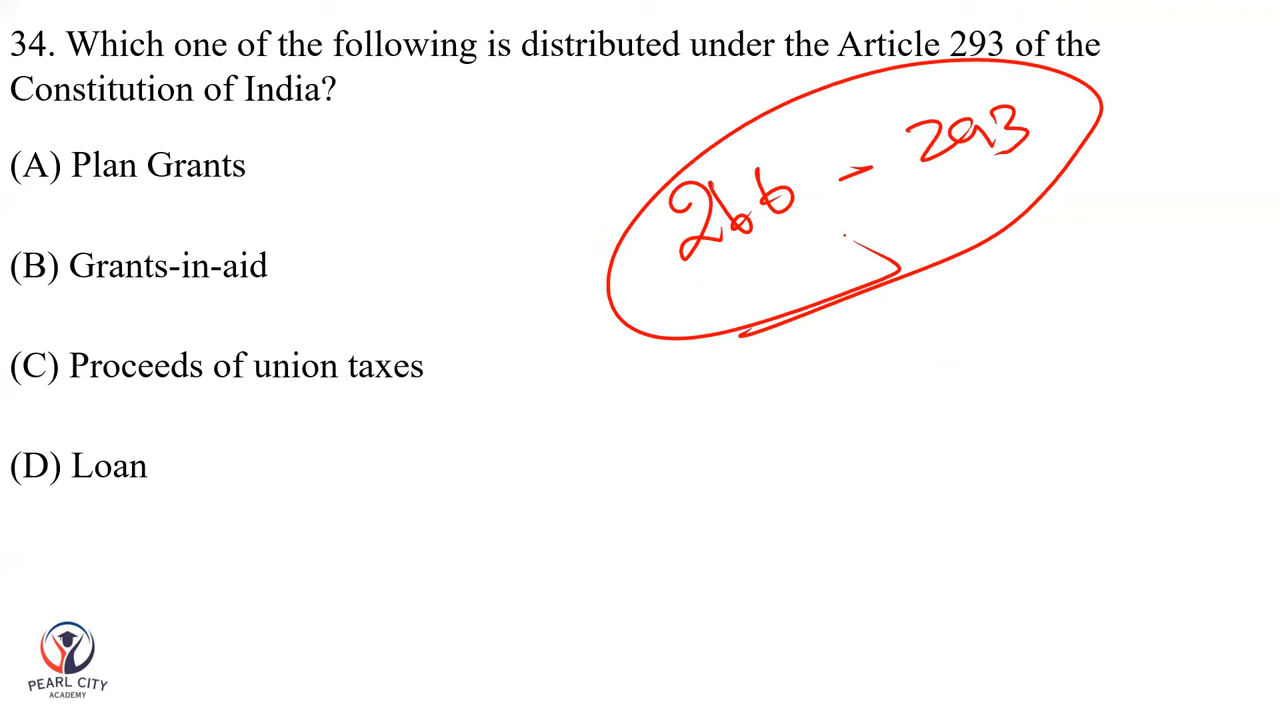 34. Which one of the following is distributed under the Article 293 of the
Constitution of India?
266 - 293
(A) Plan Grants
(B) Grants-in-aid
(C) Proceeds of union taxes
(D) Loan
PEARL CITY
ACADEMY